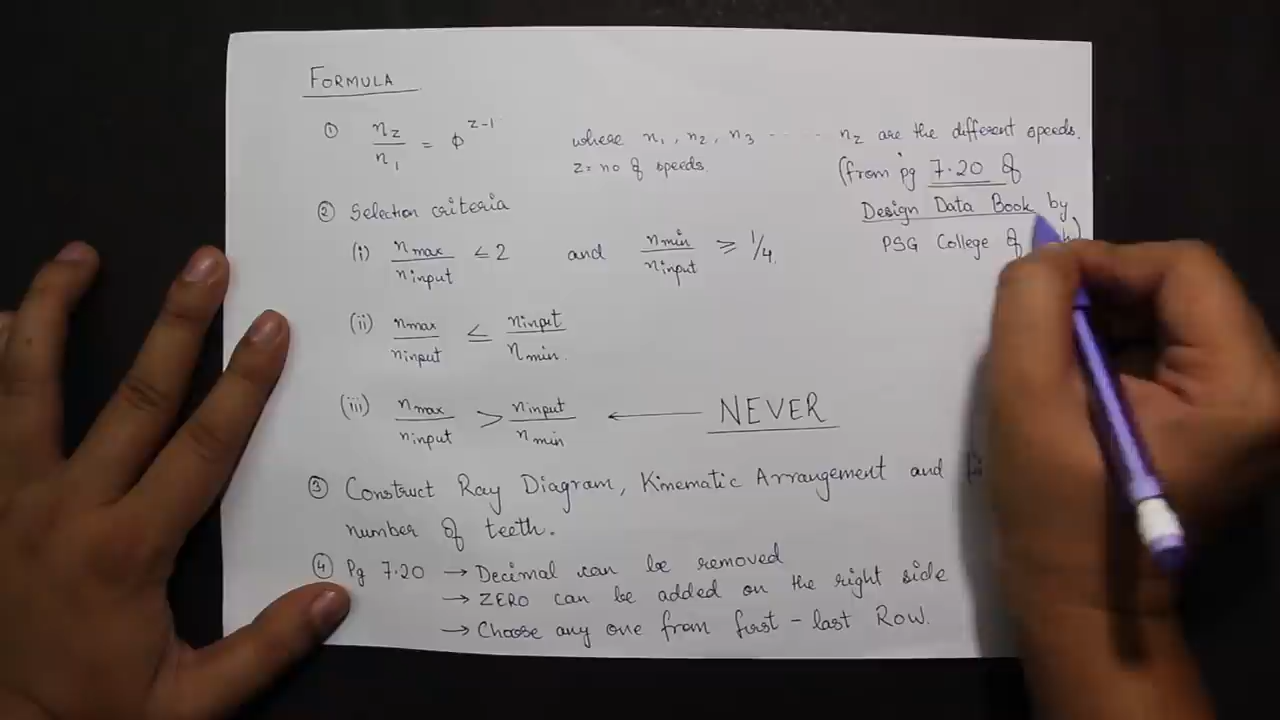 FORMULA
① nz/n1 = φ^z-1 where n1, n2, n3 ...... nz are the different speeds.
z = no of speeds. (from pg 7.20 of
Design Data Book by
PSG College of
② Selection criteria
(i) nmax/ninput ≤ 2 and nmin/ninput ≥ 1/4.
(ii) nmax/ninput ≤ ninput/nmin.
(iii) nmax/ninput > ninput/nmin ← NEVER
③ Construct Ray Diagram, Kinematic Arrangement and
number of teeth.
④ Pg 7.20 → Decimal can be removed
→ ZERO can be added on the right side
→ Choose any one from first - last Row.